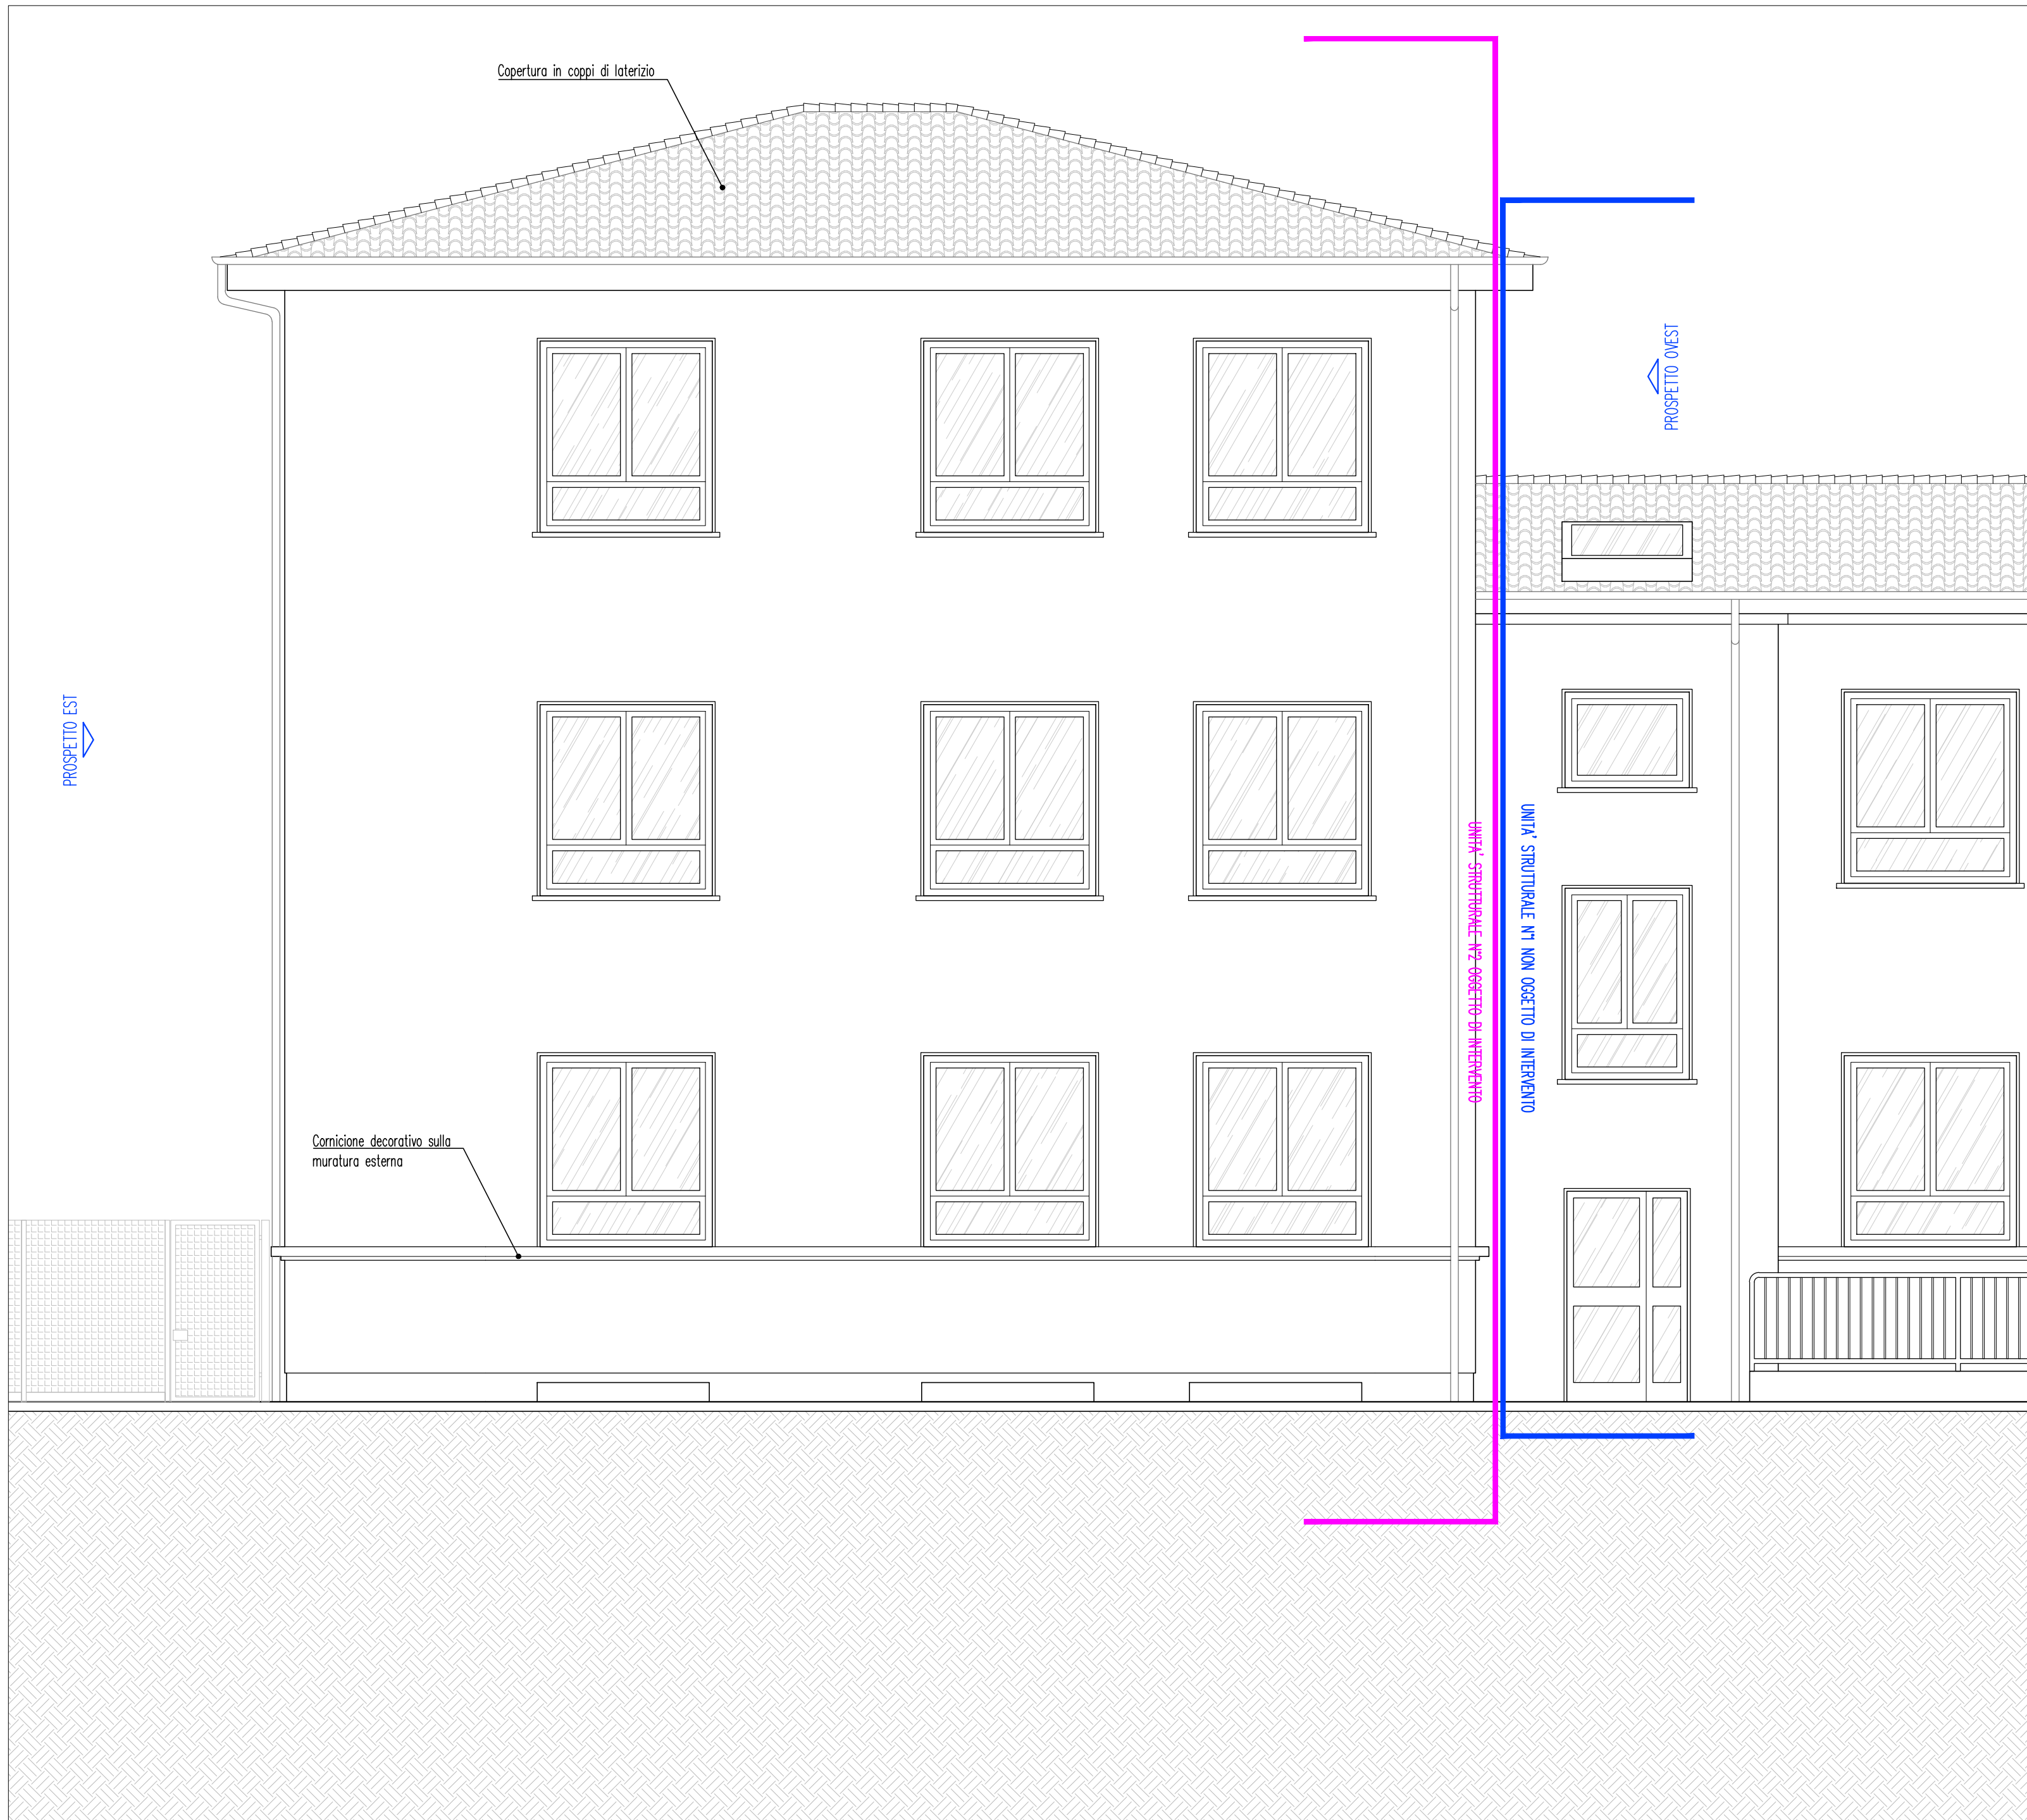 Copertura in coppi di laterizio
PROSPETTO OVEST
PROSPETTO EST
UNITA' STRUTTURALE N°2 OGGETTO DI INTERVENTO
UNITA' STRUTTURALE N°1 NON OGGETTO DI INTERVENTO
Cornicione decorativo sulla
muratura esterna